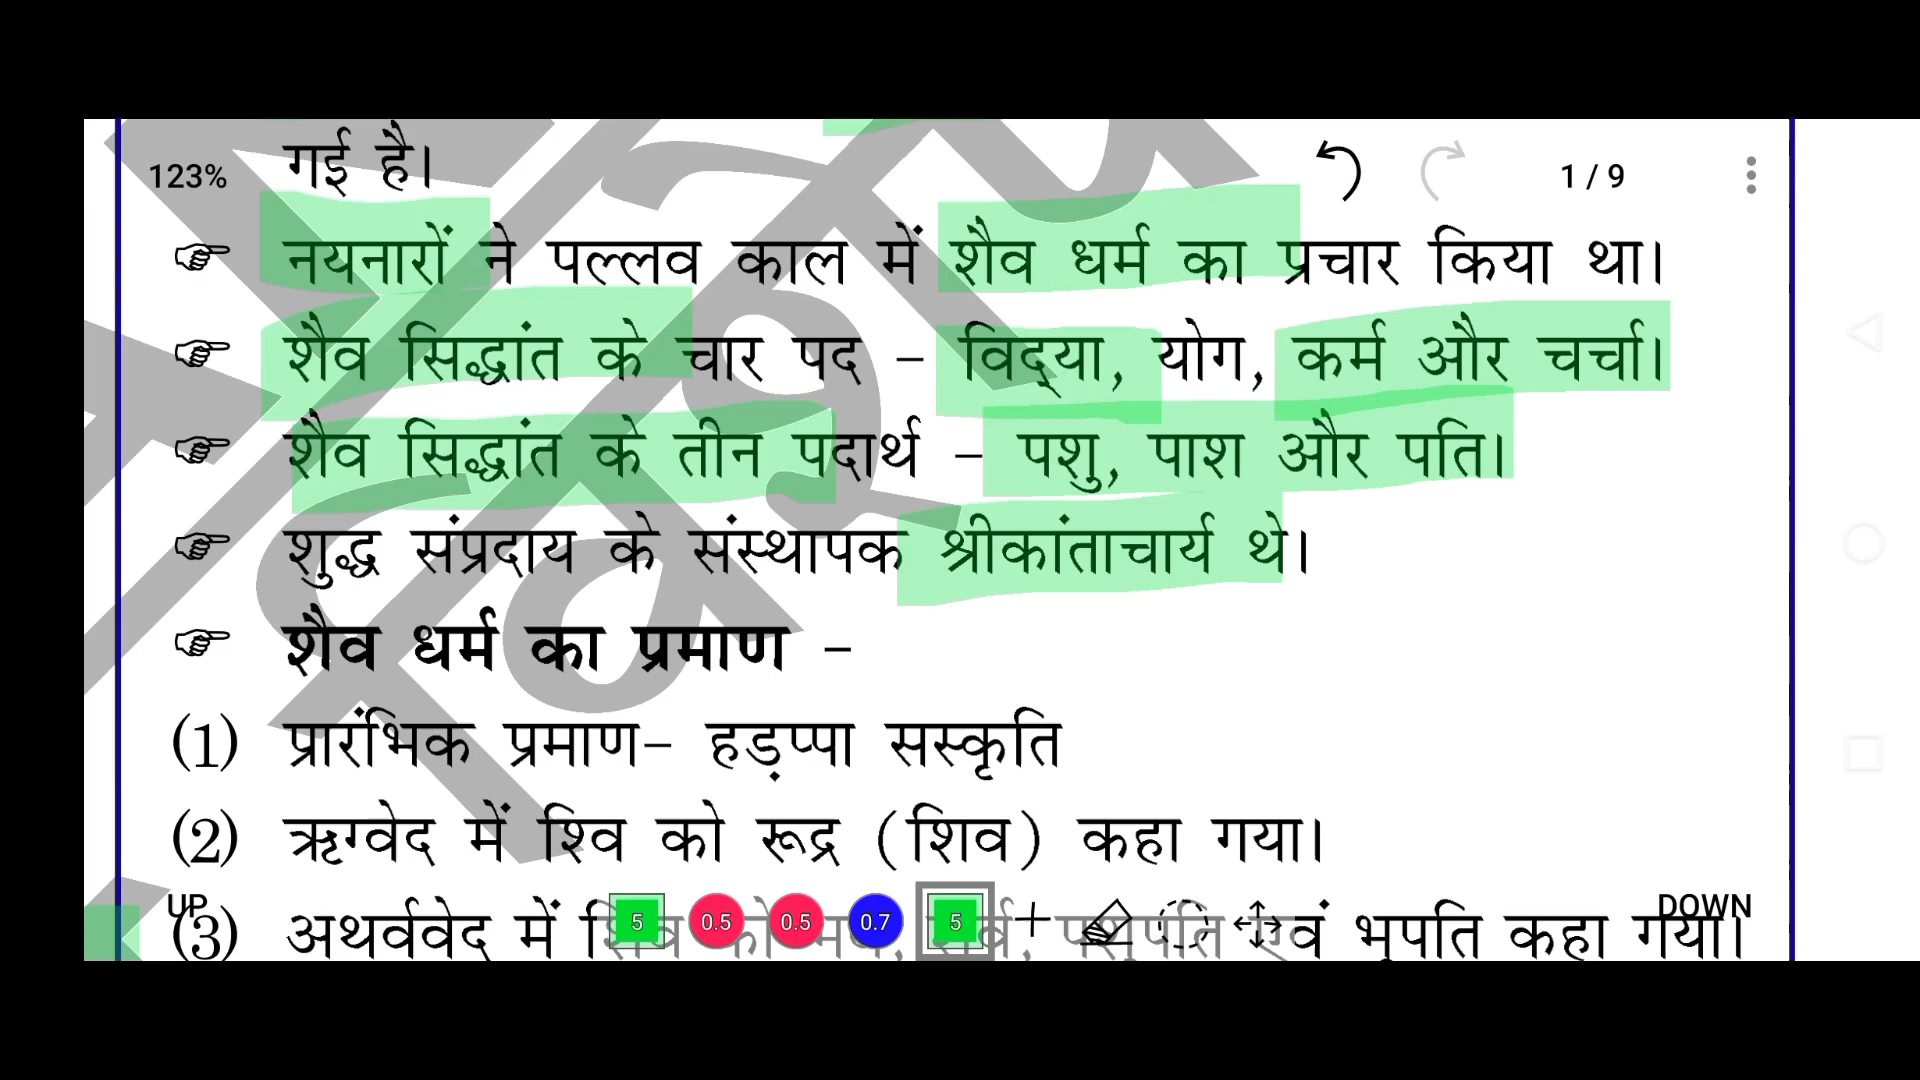 गई है।
123%
1 / 9
☞ नयनारों ने पल्लव काल में शैव धर्म का प्रचार किया था।
☞ शैव सिद्धांत के चार पद - विद्या, योग, कर्म और चर्चा।
☞ शैव सिद्धांत के तीन पदार्थ - पशु, पाश और पति।
☞ शुद्ध संप्रदाय के संस्थापक श्रीकांताचार्य थे।
☞ शैव धर्म का प्रमाण -
(1) प्रारंभिक प्रमाण- हड़प्पा सस्कृति
(2) ऋग्वेद में श्वि को रूद्र (शिव) कहा गया।
UP
DOWN
(3) अथर्ववेद में को पशुपति एवं भूपति कहा गया।
5 0.5 0.5 0.7 5